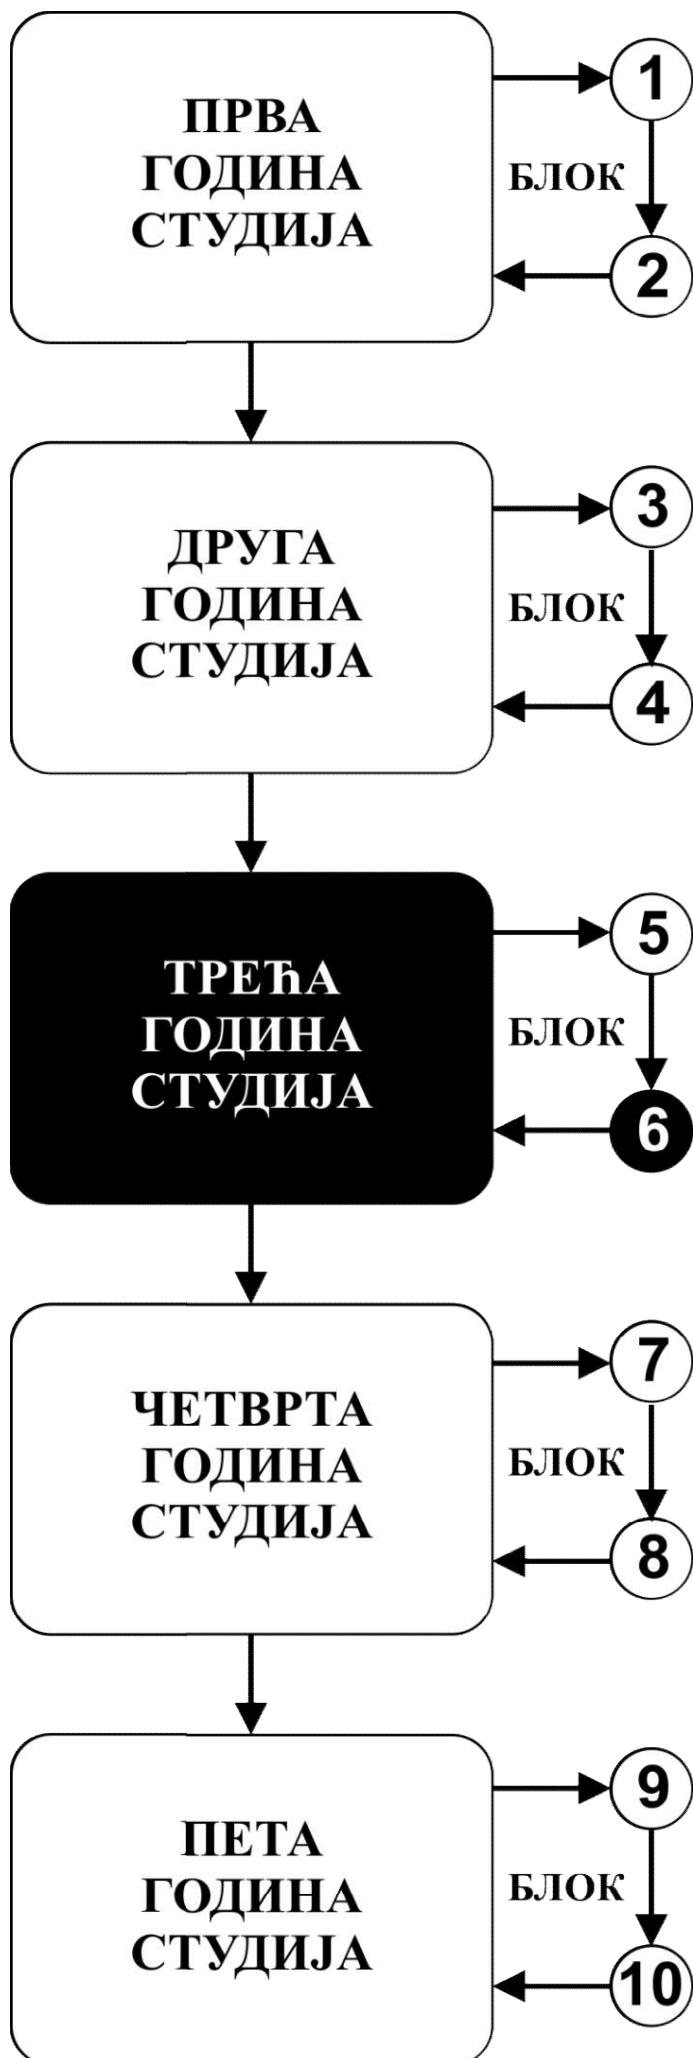 ПРВА
ГОДИНА
СТУДИЈА
1
БЛОК
2
ДРУГА
ГОДИНА
СТУДИЈА
3
БЛОК
4
ТРЕЋА
ГОДИНА
СТУДИЈА
5
БЛОК
6
ЧЕТВРТА
ГОДИНА
СТУДИЈА
7
БЛОК
8
ПЕТА
ГОДИНА
СТУДИЈА
9
БЛОК
10